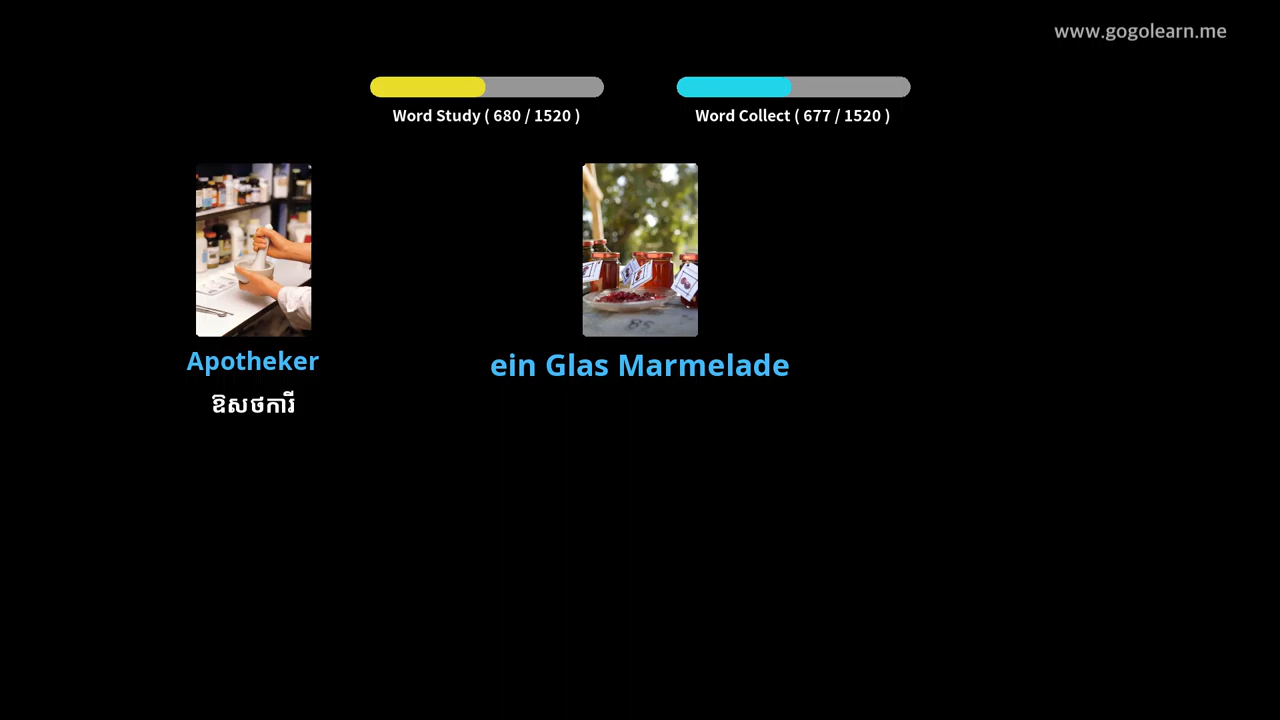 www.gogolearn.me
Word Study ( 680 / 1520 )
Word Collect ( 677 / 1520 )
Apotheker
ឱសថការី
ein Glas Marmelade